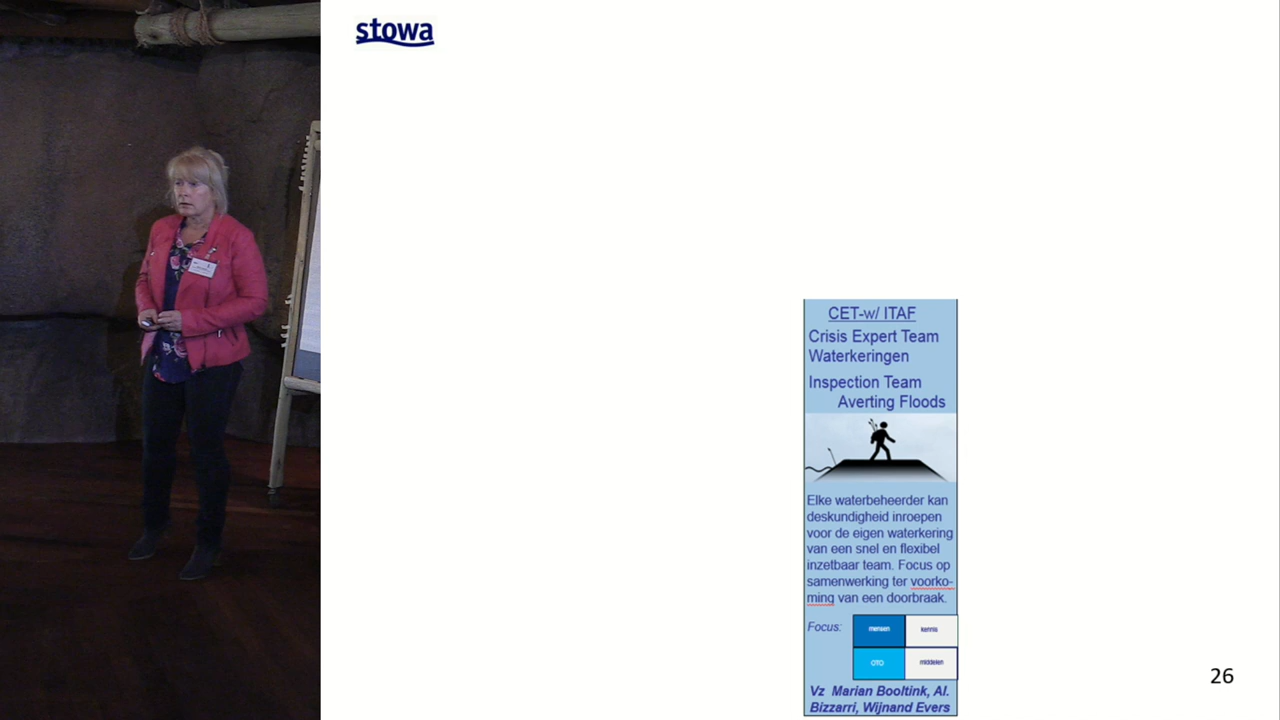 stowa
CET-w/ ITAF
Crisis Expert Team
Waterkeringen
Inspection Team
Averting Floods
Elke waterbeheerder kan
deskundigheid inroepen
voor de eigen waterkering
van een snel en flexibel
inzetbaar team. Focus op
samenwerking ter voorko-
ming van een doorbraak.
Focus:
mensen kennis
OTO middelen
Vz Marian Booltink, Al.
Bizzarri, Wijnand Evers
26